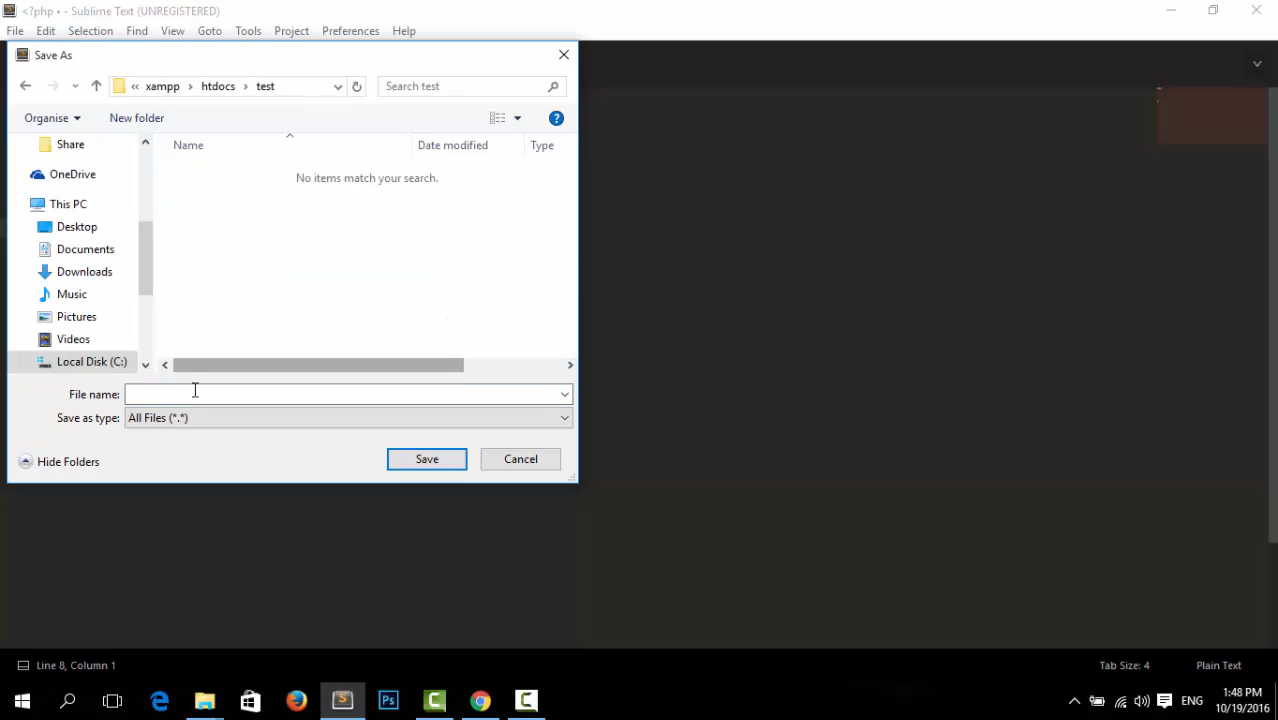 <?php • - Sublime Text (UNREGISTERED)
File Edit Selection Find View Goto Tools Project Preferences Help
Save As
« xampp › htdocs › test
Search test
Organise
New folder
?
Name
Date modified
Type
No items match your search.
Share
OneDrive
This PC
Desktop
Documents
Downloads
Music
Pictures
Videos
Local Disk (C:)
File name:
Save as type: All Files (*.*)
Hide Folders
Save
Cancel
Line 8, Column 1
Tab Size: 4
Plain Text
e
S
Ps
C
C
ENG
1:48 PM
10/19/2016